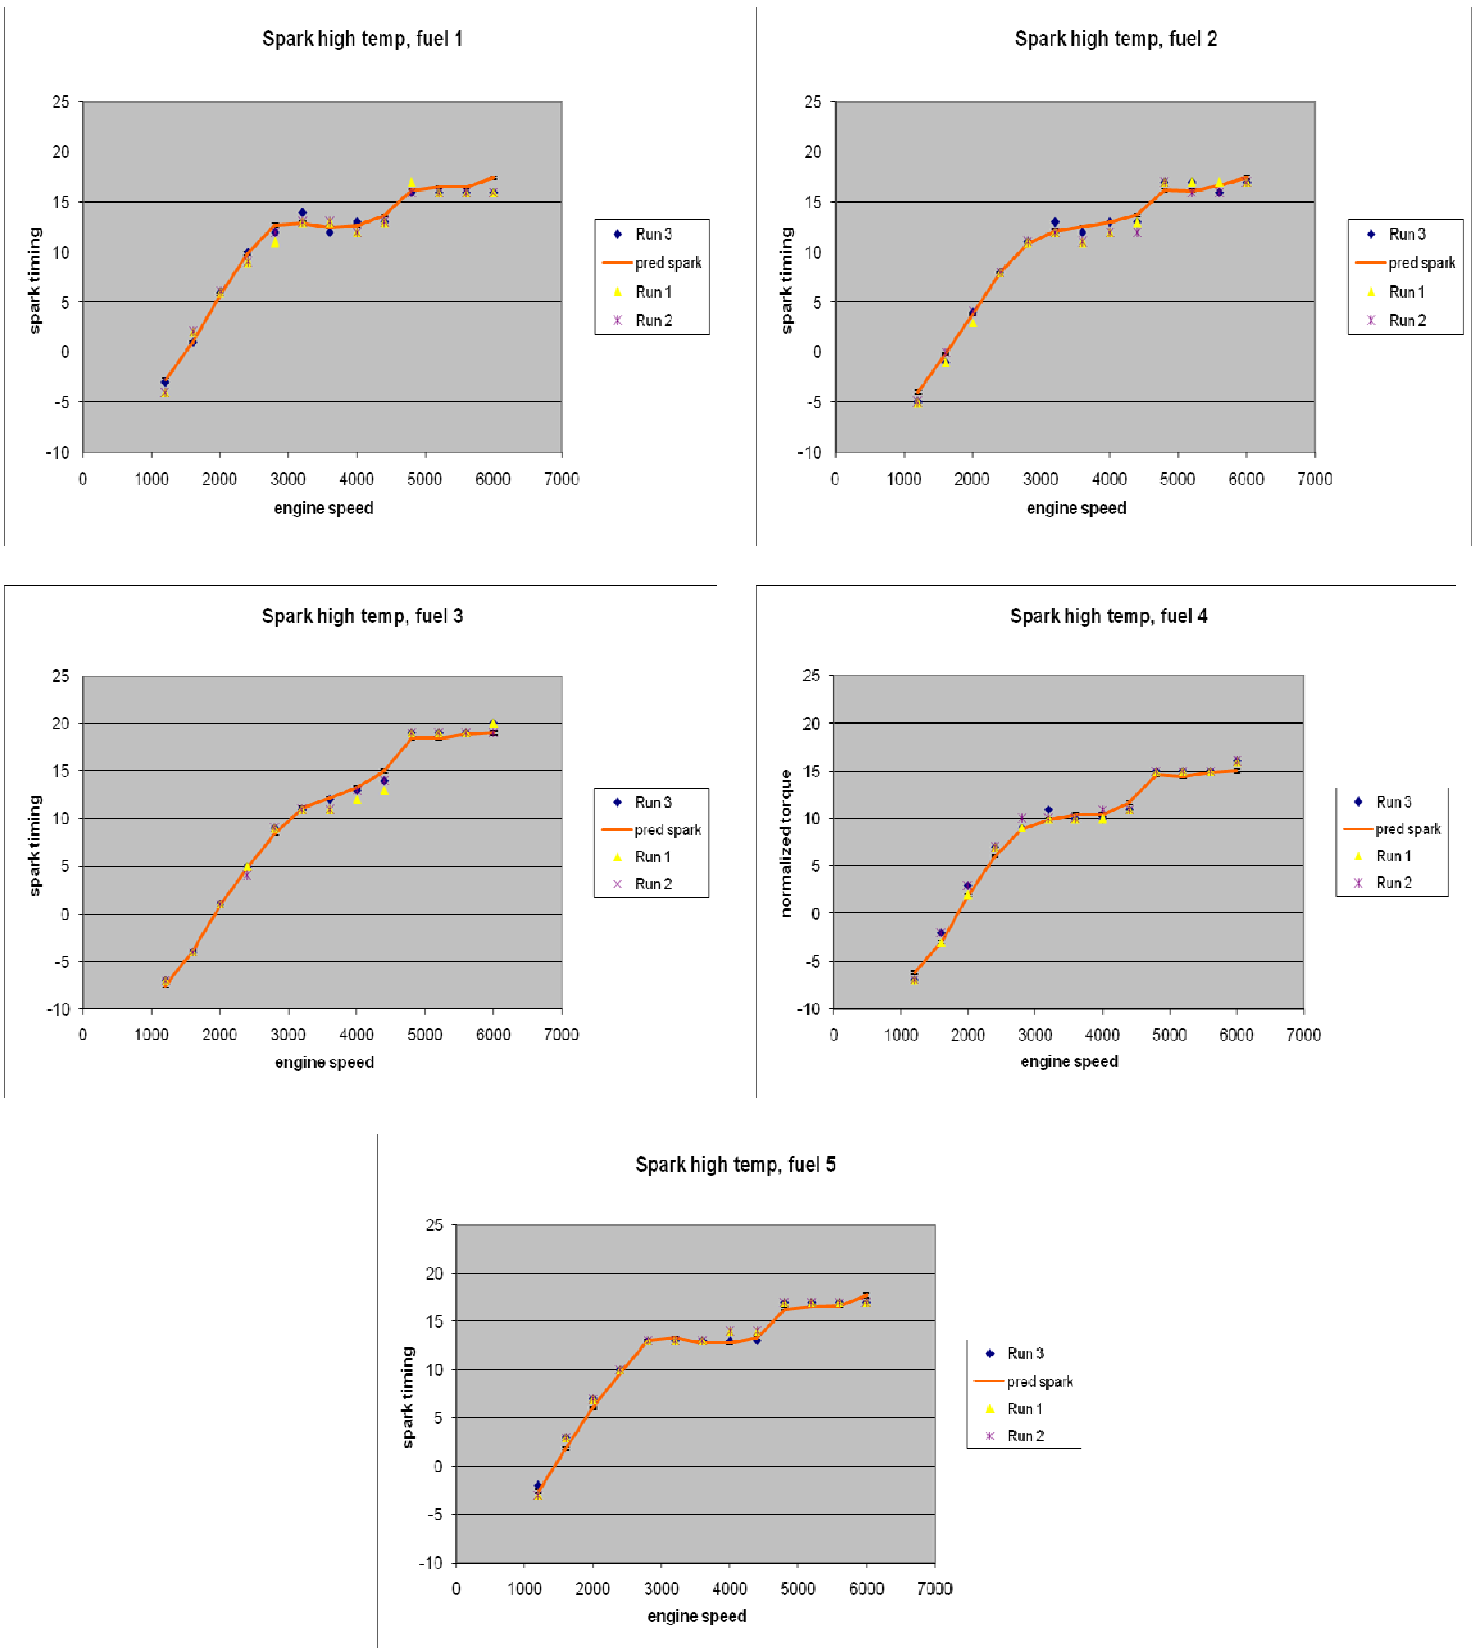 Spark high temp, fuel 1
25
20
15
10
5
0
-5
-10
0 1000 2000 3000 4000 5000 6000 7000
spark timing
engine speed
Run 3
pred spark
Run 1
Run 2
Spark high temp, fuel 2
25
20
15
10
5
0
-5
-10
0 1000 2000 3000 4000 5000 6000 7000
spark timing
engine speed
Run 3
pred spark
Run 1
Run 2
Spark high temp, fuel 3
25
20
15
10
5
0
-5
-10
0 1000 2000 3000 4000 5000 6000 7000
spark timing
engine speed
Run 3
pred spark
Run 1
Run 2
Spark high temp, fuel 4
25
20
15
10
5
0
-5
-10
0 1000 2000 3000 4000 5000 6000 7000
normalized torque
engine speed
Run 3
pred spark
Run 1
Run 2
Spark high temp, fuel 5
25
20
15
10
5
0
-5
-10
0 1000 2000 3000 4000 5000 6000 7000
spark timing
engine speed
Run 3
pred spark
Run 1
Run 2